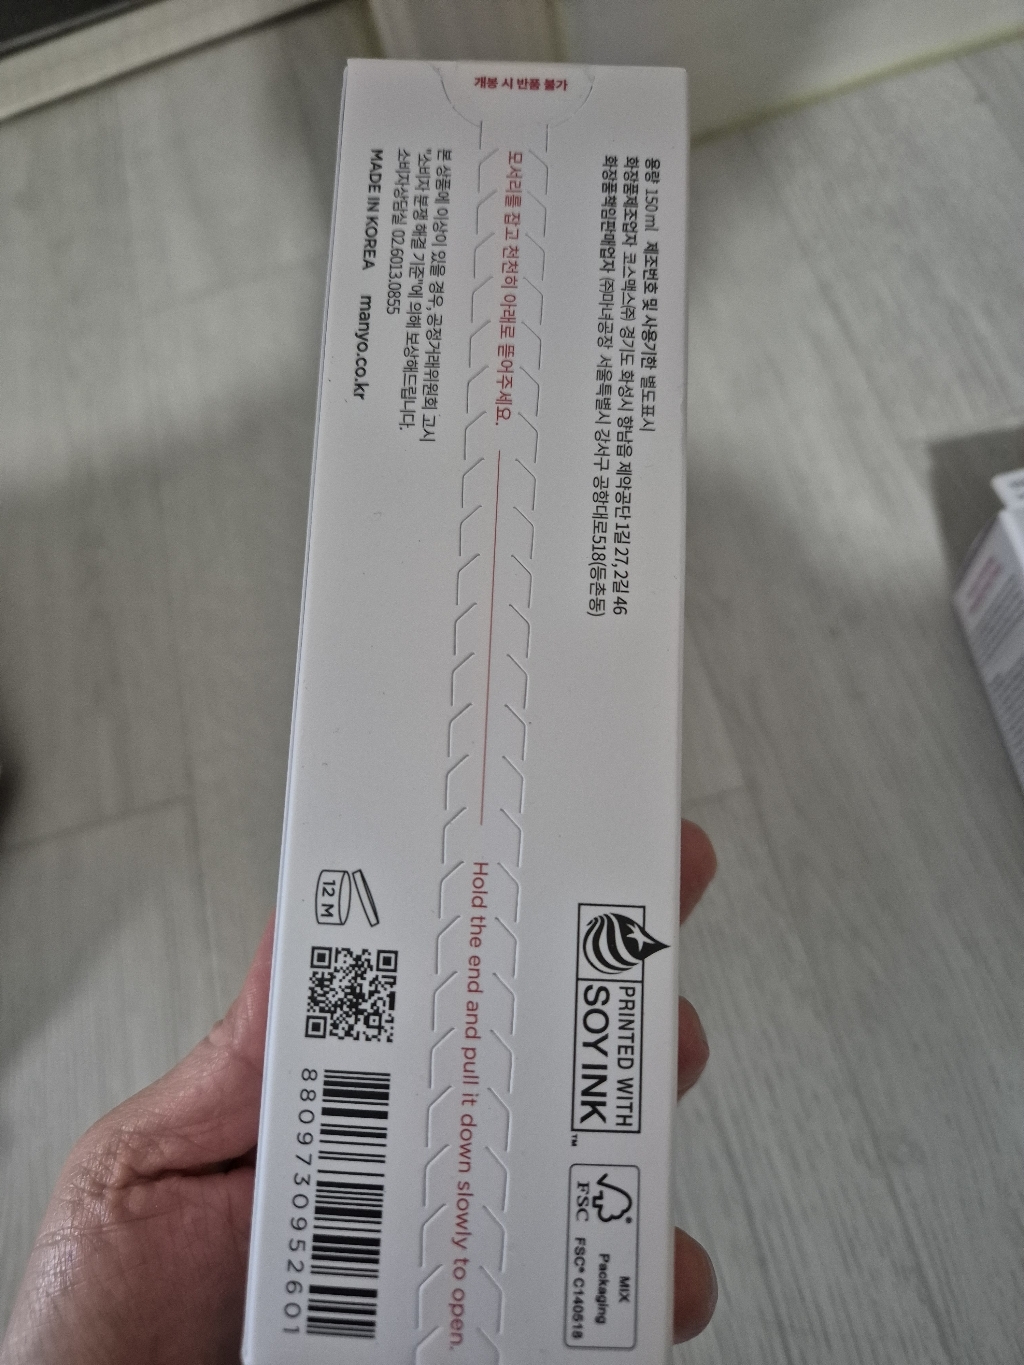 개봉 시 반품 불가
용량 150 ml 제조번호 및 사용기한 별도표시
화장품제조업자 코스맥스㈜ 경기도 화성시 향남읍 제약공단 1길 27, 2길 46
화장품책임판매업자 ㈜마녀공장 서울특별시 강서구 공항대로518(등촌동)
모서리를 잡고 천천히 아래로 뜯어주세요.
Hold the end and pull it down slowly to open.
본 상품에 이상이 있을 경우, 공정거래위원회 고시
"소비자 분쟁 해결 기준"에 의해 보상해드립니다.
소비자상담실 02.6013.0855
MADE IN KOREA manyo.co.kr
PRINTED WITH
SOY INK™
FSC
MIX
Packaging
FSC® C140518
12 M
8809730952601